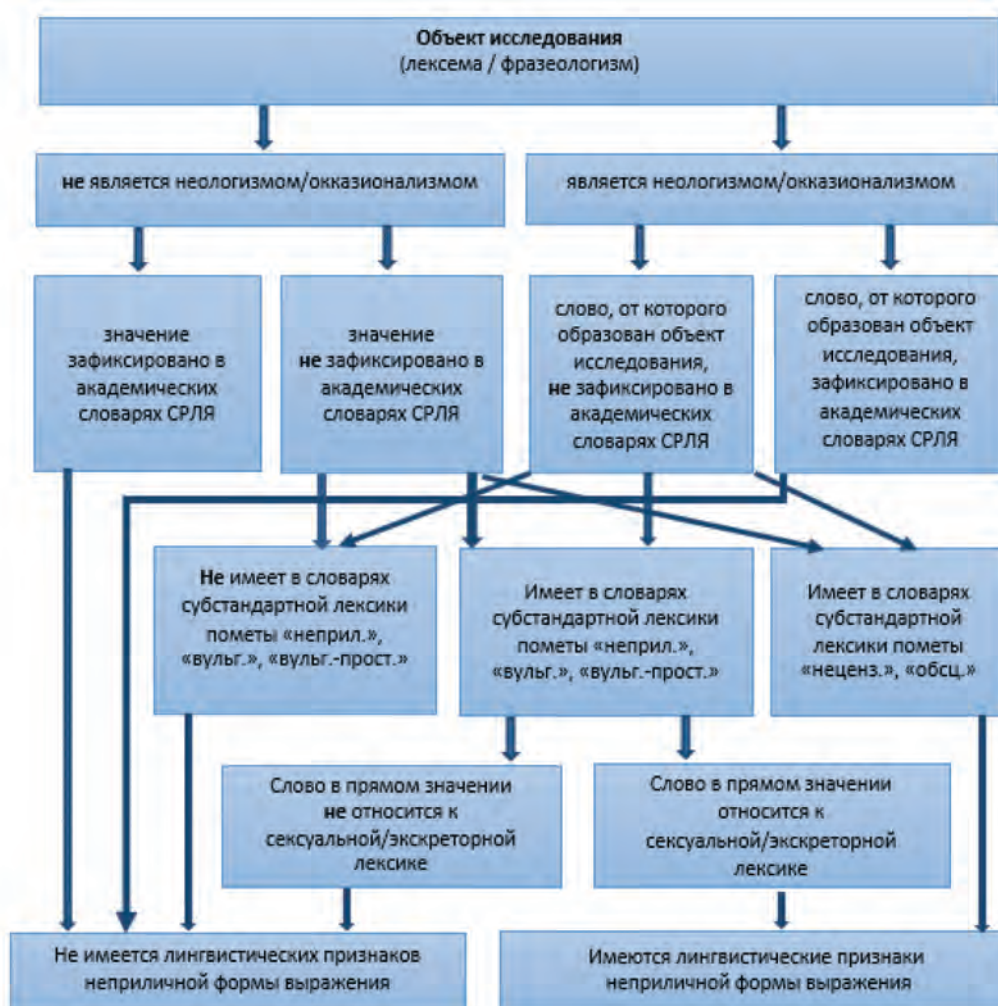 Объект исследования
(лексема / фразеологизм)
не является неологизмом/окказионализмом
является неологизмом/окказионализмом
значение
зафиксировано в
академических
словарях СРЛЯ
значение
не зафиксировано в
академических
словарях СРЛЯ
слово, от которого
образован объект
исследования,
не зафиксировано в
академических
словарях СРЛЯ
слово, от которого
образован объект
исследования,
зафиксировано в
академических
словарях СРЛЯ
Не имеет в словарях
субстандартной лексики
пометы «неприл.»,
«вульг.», «вульг.-прост.»
Имеет в словарях
субстандартной лексики
пометы «неприл.»,
«вульг.», «вульг.-прост.»
Имеет в словарях
субстандартной
лексики пометы
«неценз.», «обсц.»
Слово в прямом значении
не относится к
сексуальной/экскреторной
лексике
Слово в прямом значении
относится к
сексуальной/экскреторной
лексике
Не имеется лингвистических признаков
неприличной формы выражения
Имеются лингвистические признаки
неприличной формы выражения